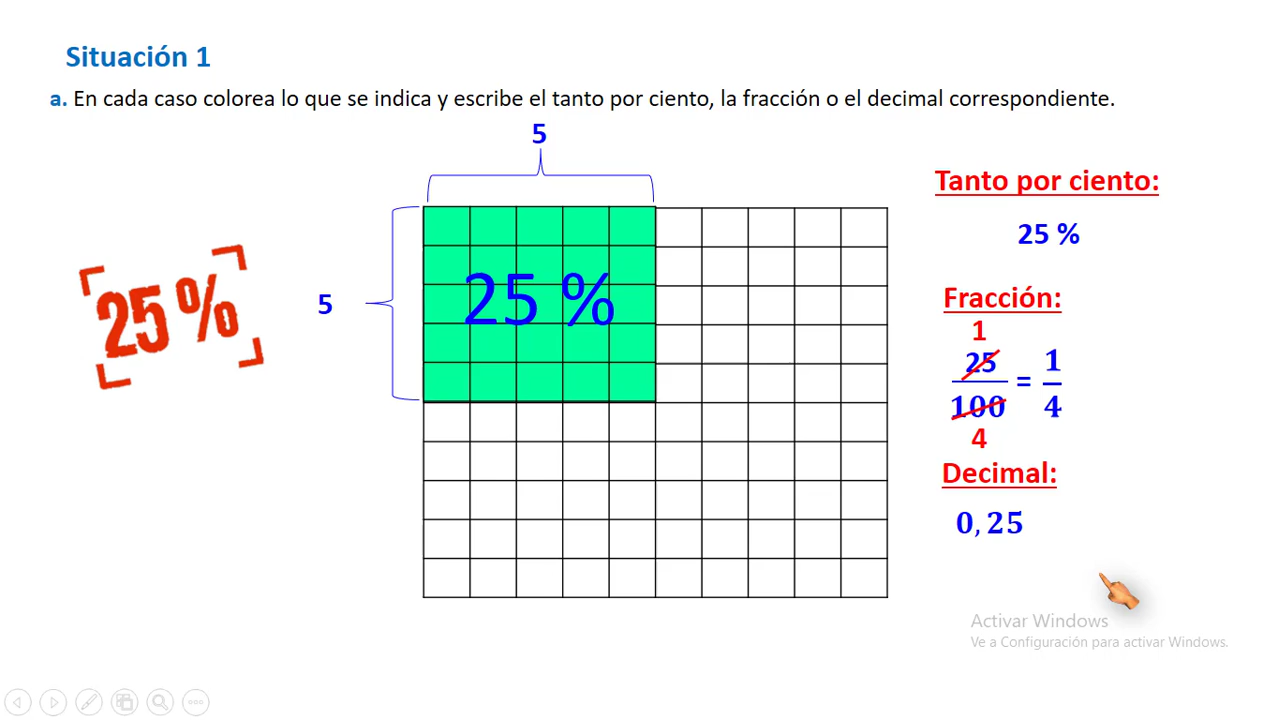 Situación 1
a. En cada caso colorea lo que se indica y escribe el tanto por ciento, la fracción o el decimal correspondiente.
5
5
25 %
25 %
Tanto por ciento:
25 %
Fracción:
1
25
100
4
= 1
4
Decimal:
0, 25
Activar Windows
Ve a Configuración para activar Windows.